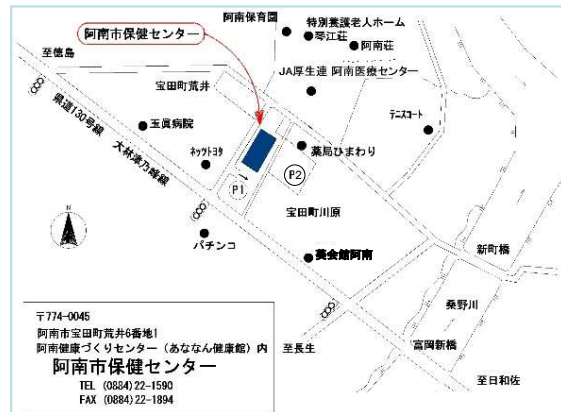 阿南保育園
特別養護老人ホーム
琴江荘
阿南荘
阿南市保健センター
至徳島
JA厚生連 阿南医療センター
宝田町荒井
県道130号線
大林津乃峰線
玉眞病院
テニスコート
ネッツトヨタ
薬局ひまわり
P1
P2
宝田町川原
パチンコ
葵会館阿南
新町橋
桑野川
富岡新橋
至長生
至日和佐
〒774-0045
阿南市宝田町荒井6番地1
阿南健康づくりセンター（あななん健康館）内
阿南市保健センター
TEL (0884)22-1590
FAX (0884)22-1894